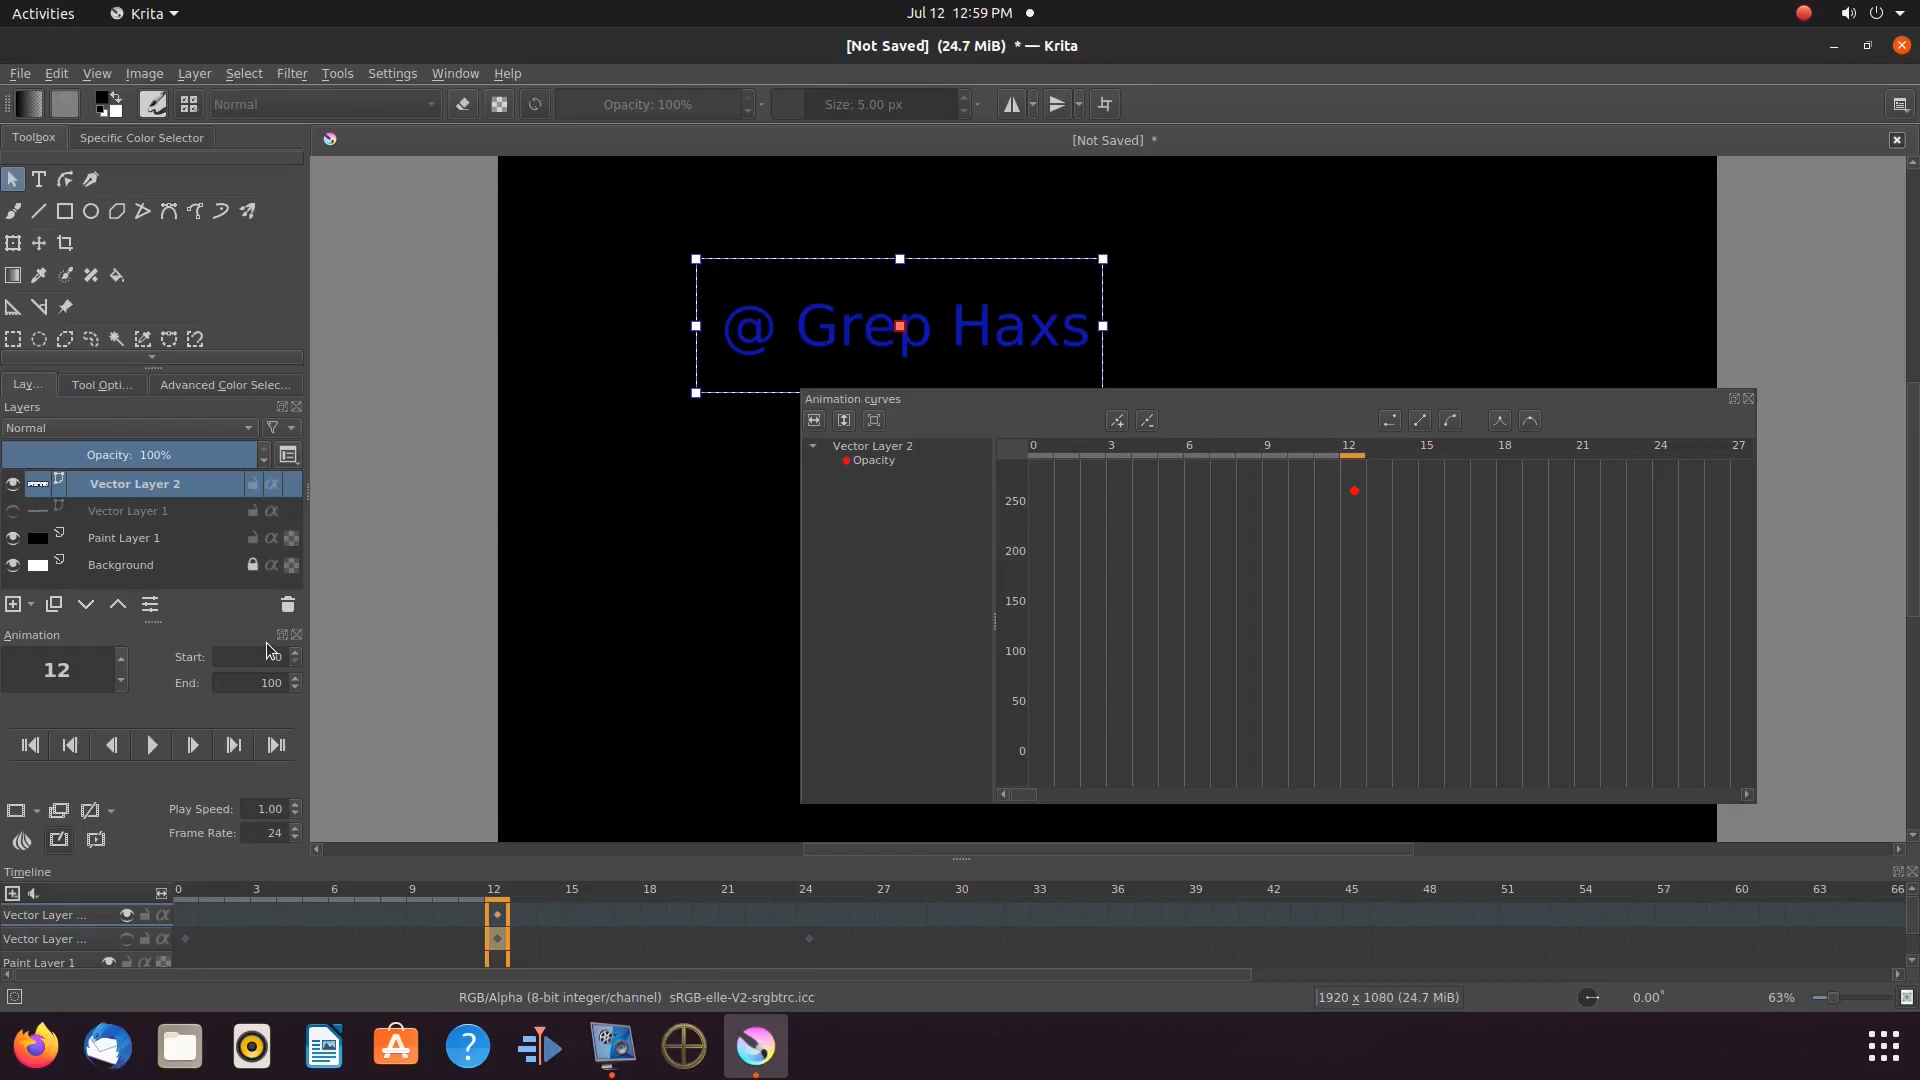 Activities Krita Jul 12 12:59 PM
[Not Saved] (24.7 MiB) * — Krita
File Edit View Image Layer Select Filter Tools Settings Window Help
Normal Opacity: 100% Size: 5.00 px
Toolbox Specific Color Selector [Not Saved] *
@ Grep Haxs
Lay... Tool Opti... Advanced Color Selec...
Layers
Normal
Opacity: 100%
Vector Layer 2
Vector Layer 1
Paint Layer 1
Background
Animation curves
Vector Layer 2
Opacity
0 3 6 9 12 15 18 21 24 27
250
200
150
100
50
0
Animation
12
Start: 0
End: 100
Play Speed: 1.00
Frame Rate: 24
Timeline
0 3 6 9 12 15 18 21 24 27 30 33 36 39 42 45 48 51 54 57 60 63 66
Vector Layer ...
Vector Layer ...
Paint Layer 1
RGB/Alpha (8-bit integer/channel) sRGB-elle-V2-srgbtrc.icc 1920 x 1080 (24.7 MiB) 0.00° 63%